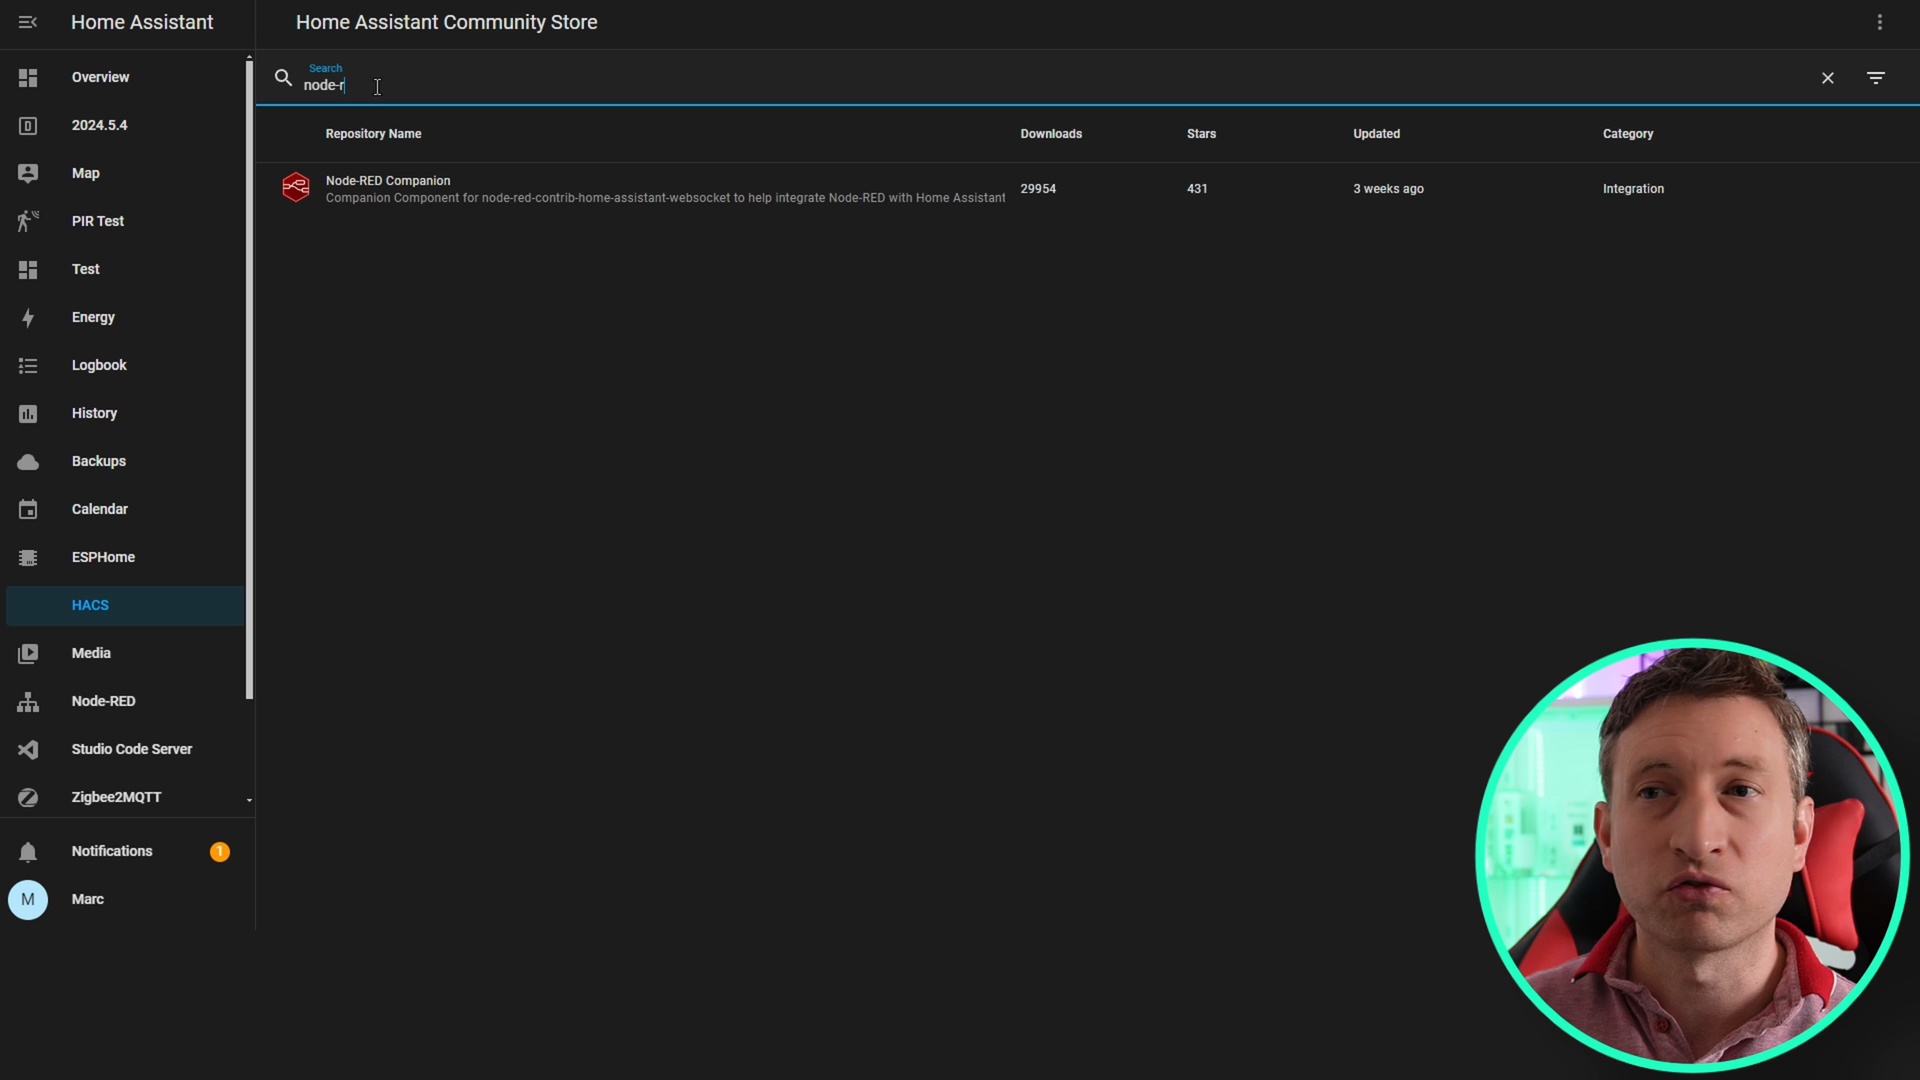 Home Assistant
Home Assistant Community Store
Search
node-r
Overview
2024.5.4
Map
PIR Test
Test
Energy
Logbook
History
Backups
Calendar
ESPHome
HACS
Media
Node-RED
Studio Code Server
Zigbee2MQTT
Notifications 1
M Marc
Repository Name Downloads Stars Updated Category
Node-RED Companion
Companion Component for node-red-contrib-home-assistant-websocket to help integrate Node-RED with Home Assistant
29954 431 3 weeks ago Integration